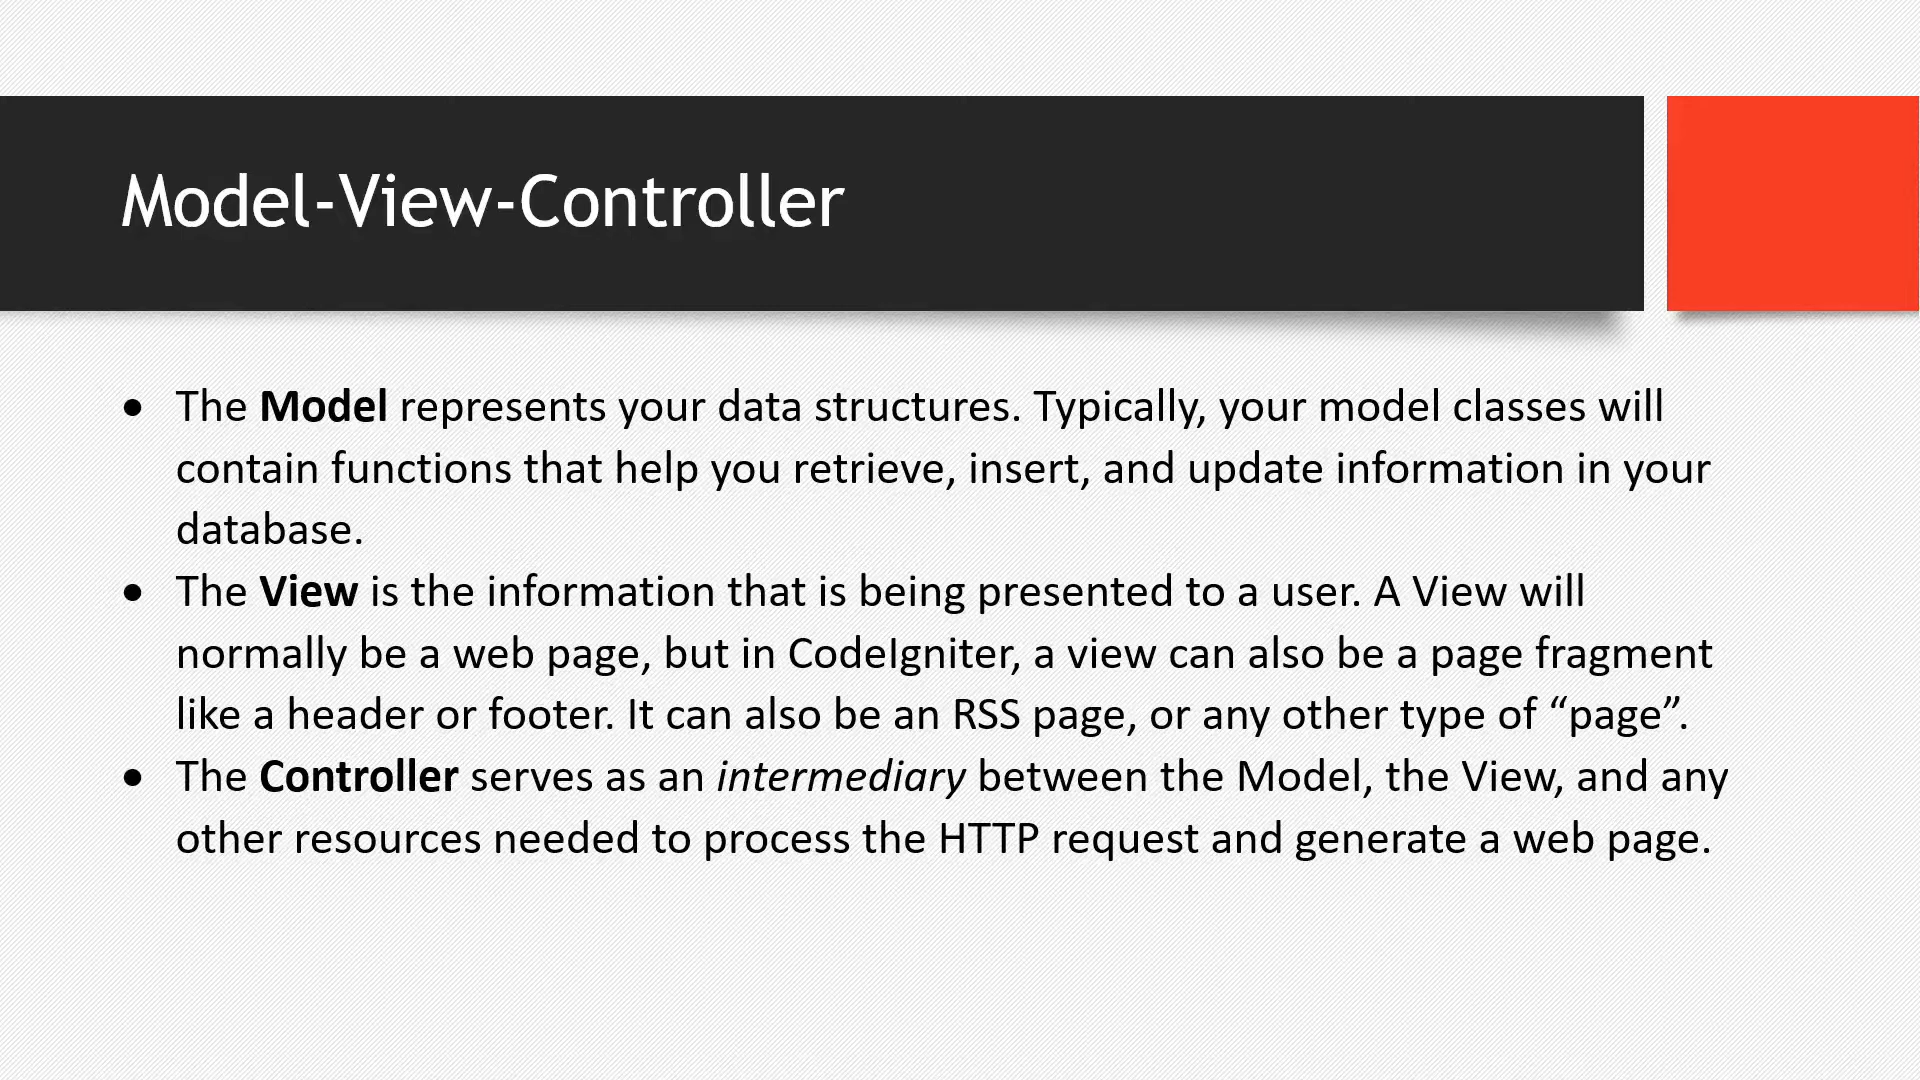 Model-View-Controller
• The Model represents your data structures. Typically, your model classes will
contain functions that help you retrieve, insert, and update information in your
database.
• The View is the information that is being presented to a user. A View will
normally be a web page, but in CodeIgniter, a view can also be a page fragment
like a header or footer. It can also be an RSS page, or any other type of “page”.
• The Controller serves as an intermediary between the Model, the View, and any
other resources needed to process the HTTP request and generate a web page.